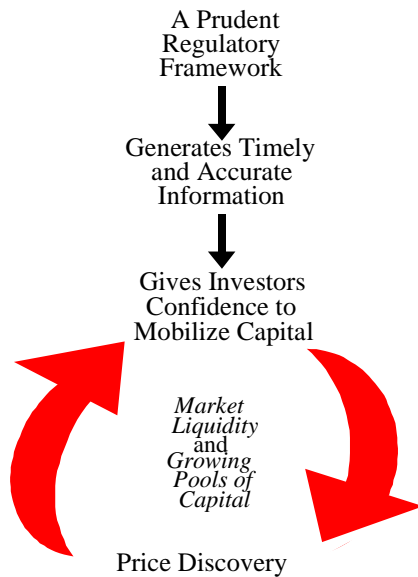 A Prudent
Regulatory
Framework
Generates Timely
and Accurate
Information
Gives Investors
Confidence to
Mobilize Capital
Market
Liquidity
and
Growing
Pools of
Capital
Price Discovery